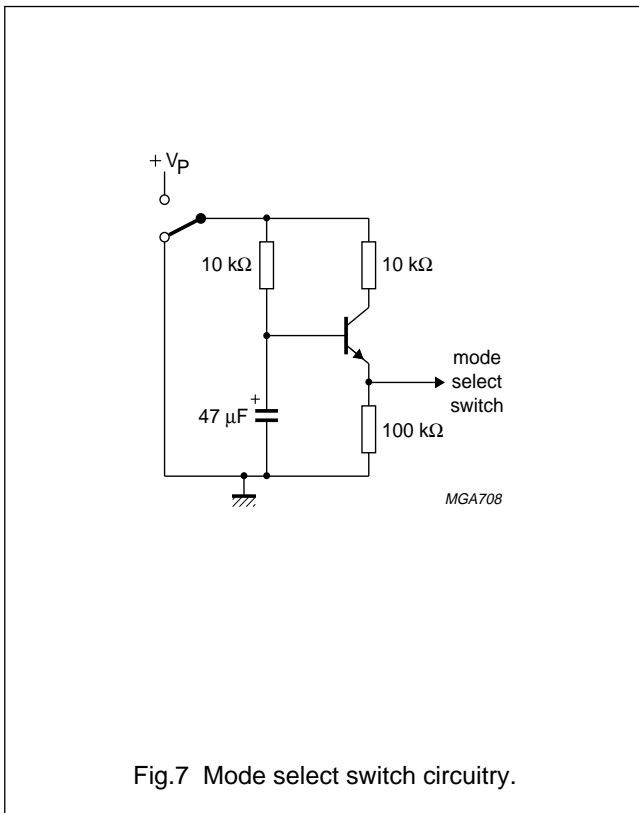 + VP
10 kΩ
10 kΩ
mode
select
switch
+
47 μF
100 kΩ
MGA708
Fig.7 Mode select switch circuitry.